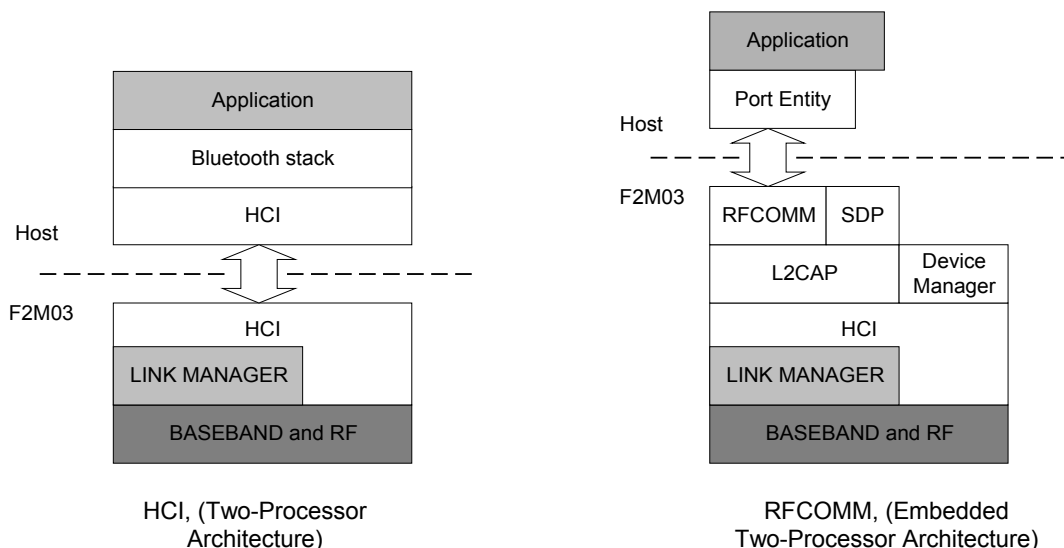 Application
Bluetooth stack
HCI
Host
F2M03
HCI
LINK MANAGER
BASEBAND and RF
HCI, (Two-Processor
Architecture)
Application
Port Entity
Host
F2M03
RFCOMM
SDP
L2CAP
Device
Manager
HCI
LINK MANAGER
BASEBAND and RF
RFCOMM, (Embedded
Two-Processor Architecture)